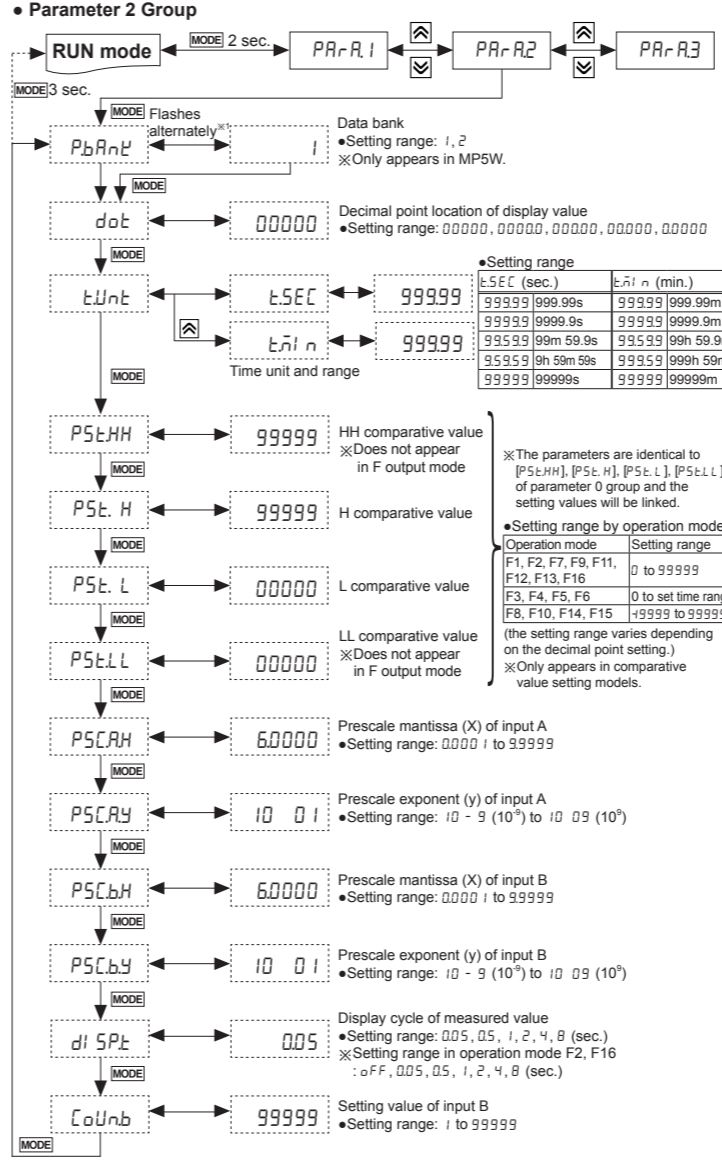 ● Parameter 2 Group
RUN mode
MODE 2 sec.
PArA.1
PArA.2
PArA.3
MODE 3 sec.
MODE Flashes
alternately※1
P.bAnK
1
Data bank
●Setting range: 1, 2
※Only appears in MP5W.
MODE
dot
00000
Decimal point location of display value
●Setting range: 00000, 0000.0, 000.00, 00.000, 0.0000
MODE
t.Unt
t.SEC
999.99
t.mIn
999.99
Time unit and range
●Setting range
t.SEC (sec.) t.mIn (min.)
999.99 999.99s 999.99 999.99m
9999.9 9999.9s 9999.9 9999.9m
99.59.9 99m 59.9s 99.59.9 99h 59.9
9.59.59 9h 59m 59s 999.59 999h 59m
99999 99999s 99999 99999m
MODE
PSt.HH
99999
HH comparative value
※Does not appear
in F output mode
MODE
PSt. H
99999
H comparative value
MODE
PSt. L
00000
L comparative value
MODE
PSt.LL
00000
LL comparative value
※Does not appear
in F output mode
※The parameters are identical to
[PSt.HH], [PSt. H], [PSt. L], [PSt.LL]
of parameter 0 group and the
setting values will be linked.
●Setting range by operation mode
Operation mode Setting range
F1, F2, F7, F9, F11,
F12, F13, F16 0 to 99999
F3, F4, F5, F6 0 to set time rang
F8, F10, F14, F15 -19999 to 99999
(the setting range varies depending
on the decimal point setting.)
※Only appears in comparative
value setting models.
MODE
PSC.A.H
6.0000
Prescale mantissa (X) of input A
●Setting range: 0.0001 to 9.9999
MODE
PSC.A.Y
10 01
Prescale exponent (y) of input A
●Setting range: 10 - 9 (10⁻⁹) to 10 09 (10⁹)
MODE
PSC.b.H
6.0000
Prescale mantissa (X) of input B
●Setting range: 0.0001 to 9.9999
MODE
PSC.b.Y
10 01
Prescale exponent (y) of input B
●Setting range: 10 - 9 (10⁻⁹) to 10 09 (10⁹)
MODE
dISP.t
0.05
Display cycle of measured value
●Setting range: 0.05, 0.5, 1, 2, 4, 8 (sec.)
※Setting range in operation mode F2, F16
: oFF, 0.05, 0.5, 1, 2, 4, 8 (sec.)
MODE
CoUn.b
99999
Setting value of input B
●Setting range: 1 to 99999
MODE